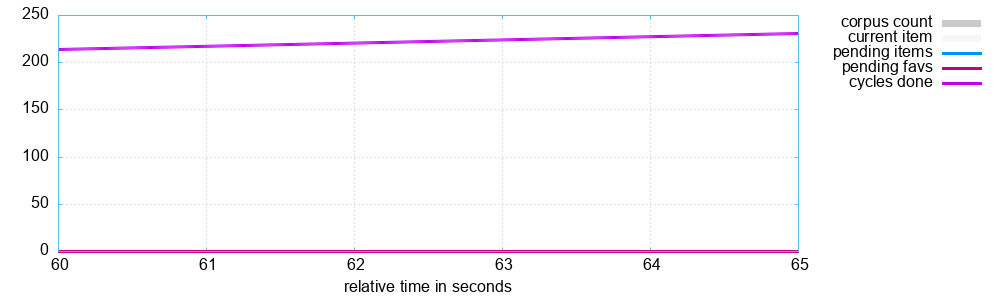 250
200
150
100
50
0
60 61 62 63 64 65
relative time in seconds
corpus count
current item
pending items
pending favs
cycles done